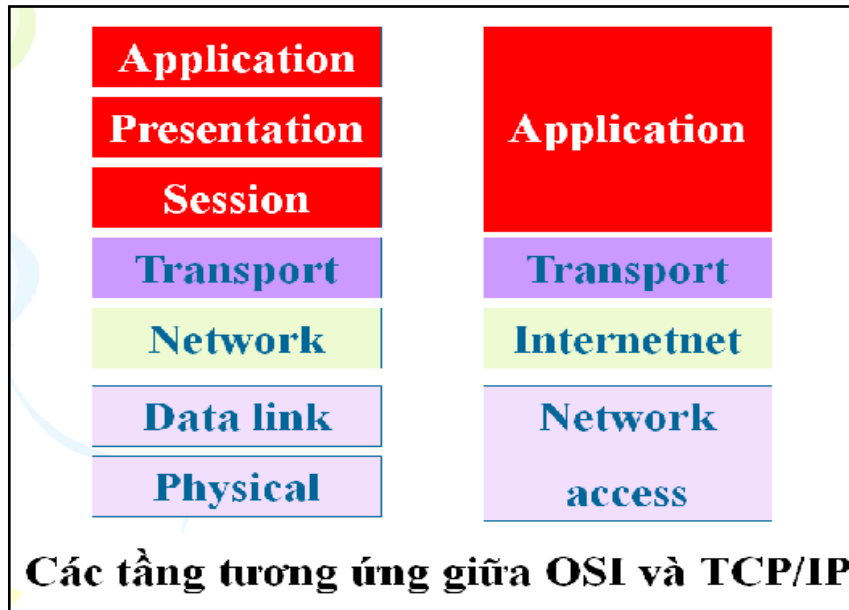 Application
Presentation
Session
Transport
Network
Data link
Physical
Application
Transport
Internetnet
Network
access
Các tầng tương ứng giữa OSI và TCP/IP